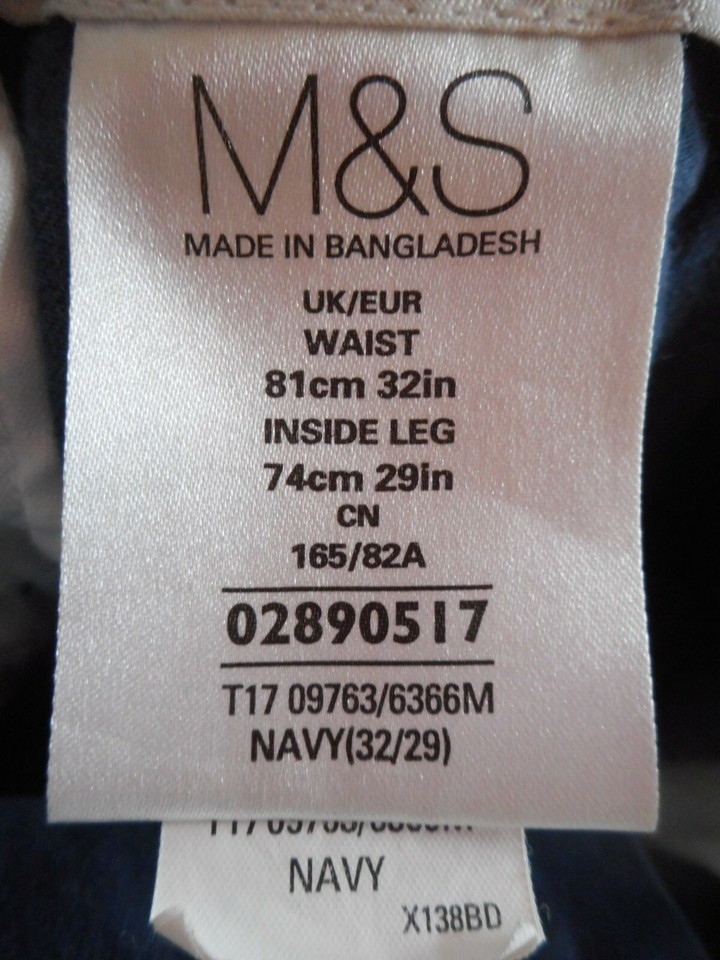 M&S
MADE IN BANGLADESH
UK/EUR
WAIST
81cm 32in
INSIDE LEG
74cm 29in
CN
165/82A
02890517
T17 09763/6366M
NAVY(32/29)
NAVY
X138BD